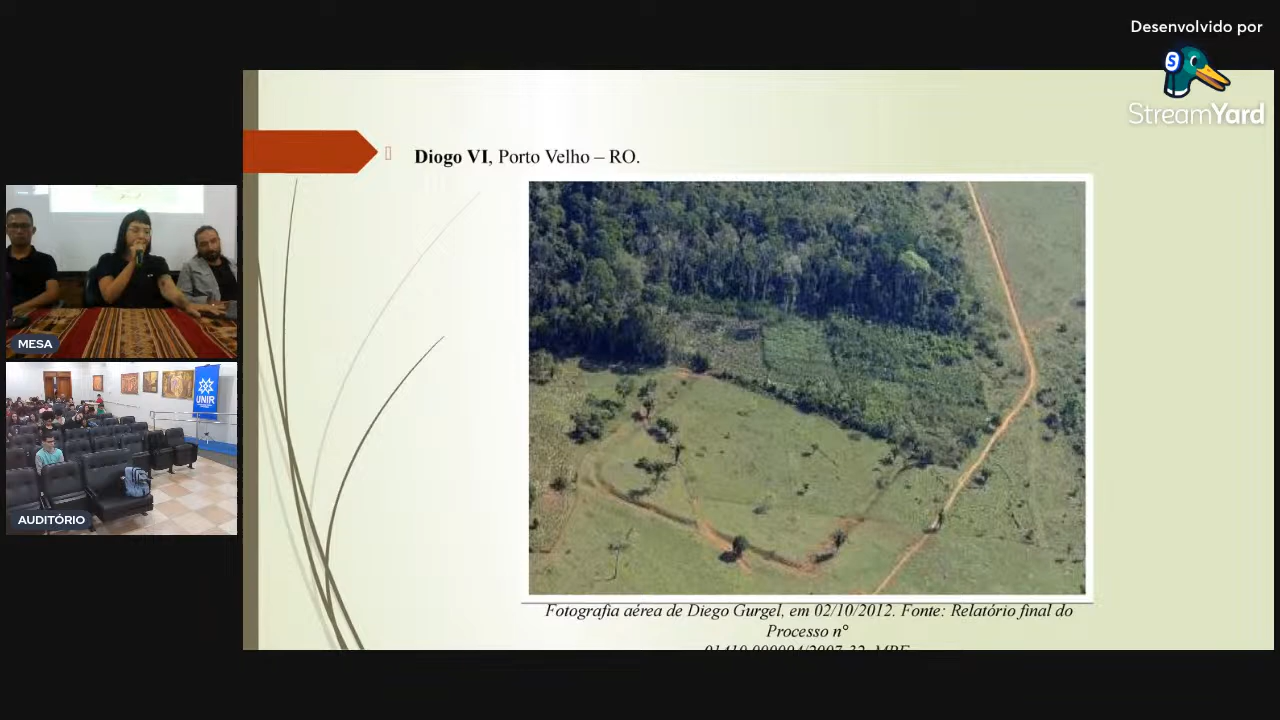 Desenvolvido por
StreamYard
Diogo VI, Porto Velho – RO.
MESA
UNIR
AUDITÓRIO
Fotografia aérea de Diego Gurgel, em 02/10/2012. Fonte: Relatório final do
Processo n°